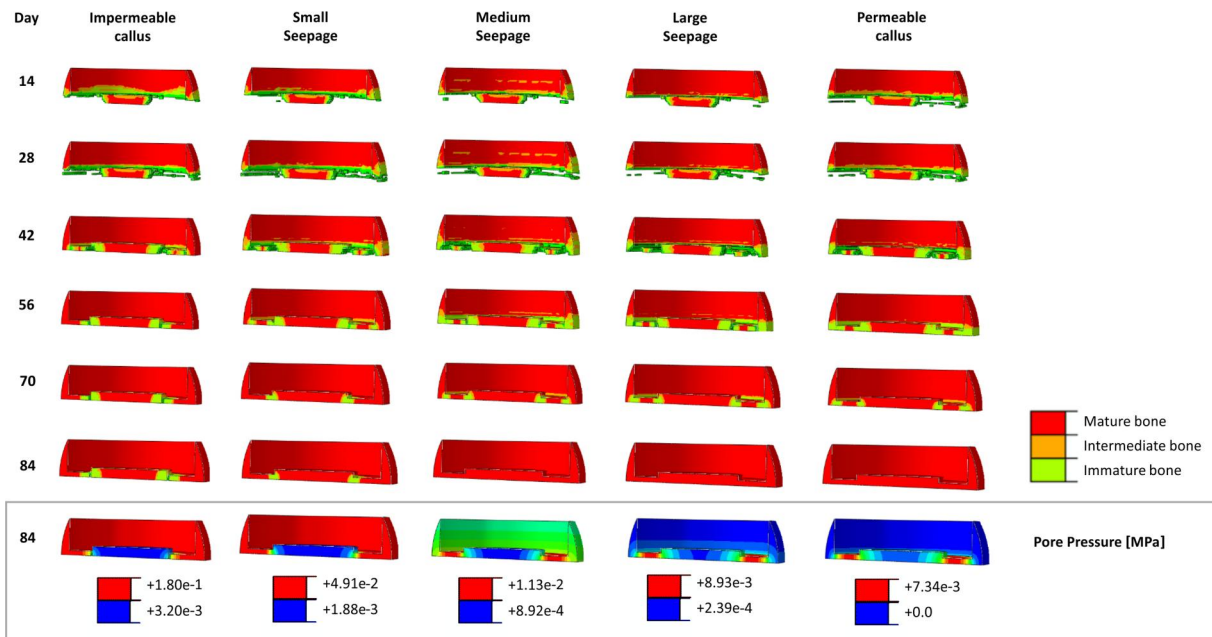 Day
Impermeable
callus
Small
Seepage
Medium
Seepage
Large
Seepage
Permeable
callus
14
28
42
56
70
84
Mature bone
Intermediate bone
Immature bone
84
Pore Pressure [MPa]
+1.80e-1
+3.20e-3
+4.91e-2
+1.88e-3
+1.13e-2
+8.92e-4
+8.93e-3
+2.39e-4
+7.34e-3
+0.0